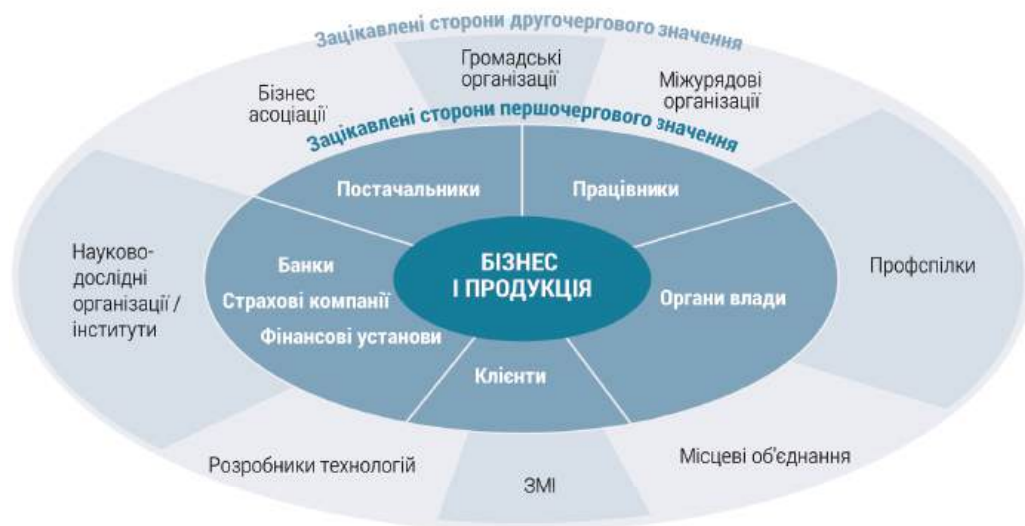 Зацікавлені сторони другочергового значення
Громадські
організації
Бізнес
асоціації
Міжурядові
організації
Зацікавлені сторони першочергового значення
Постачальники
Працівники
Науково-
дослідні
організації /
інститути
Банки
Страхові компанії
Фінансові установи
БІЗНЕС
І ПРОДУКЦІЯ
Органи влади
Профспілки
Клієнти
Розробники технологій
ЗМІ
Місцеві об'єднання